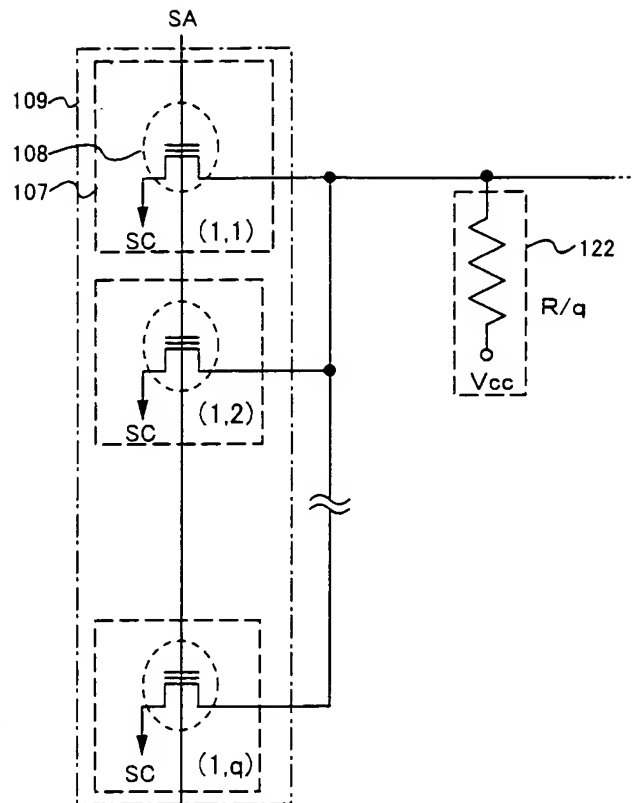 SA
109
108
107
SC
(1,1)
122
R/q
Vcc
SC
(1,2)
SC
(1,q)